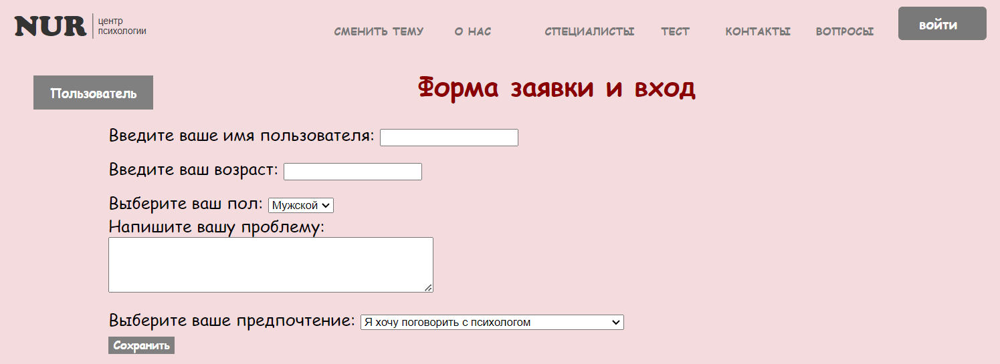 NUR центр
психологии
СМЕНИТЬ ТЕМУ О НАС СПЕЦИАЛИСТЫ ТЕСТ КОНТАКТЫ ВОПРОСЫ ВОЙТИ
Пользователь
Форма заявки и вход
Введите ваше имя пользователя:
Введите ваш возраст:
Выберите ваш пол: Мужской
Напишите вашу проблему:
Выберите ваше предпочтение: Я хочу поговорить с психологом
Сохранить